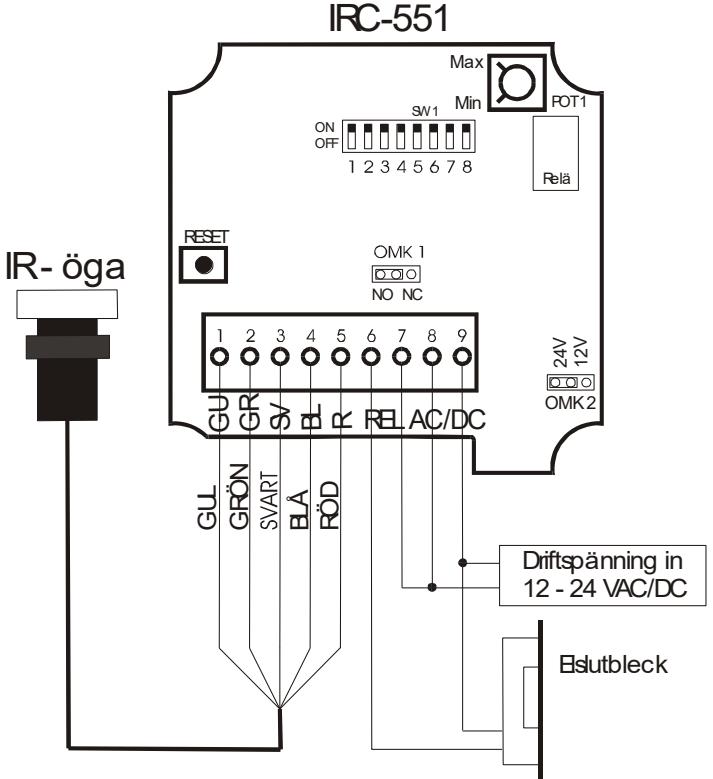 IRC-551
Max
Min
POT1
SW1
ON
OFF
1 2 3 4 5 6 7 8
Relä
RESET
IR- öga
OMK 1
NO NC
1 2 3 4 5 6 7 8 9
24V
12V
OMK2
GU
GR
SV
BL
R
REL
AC/DC
GUL
GRÖN
SVART
BLÅ
RÖD
Driftspänning in
12 - 24 VAC/DC
Elslutbleck